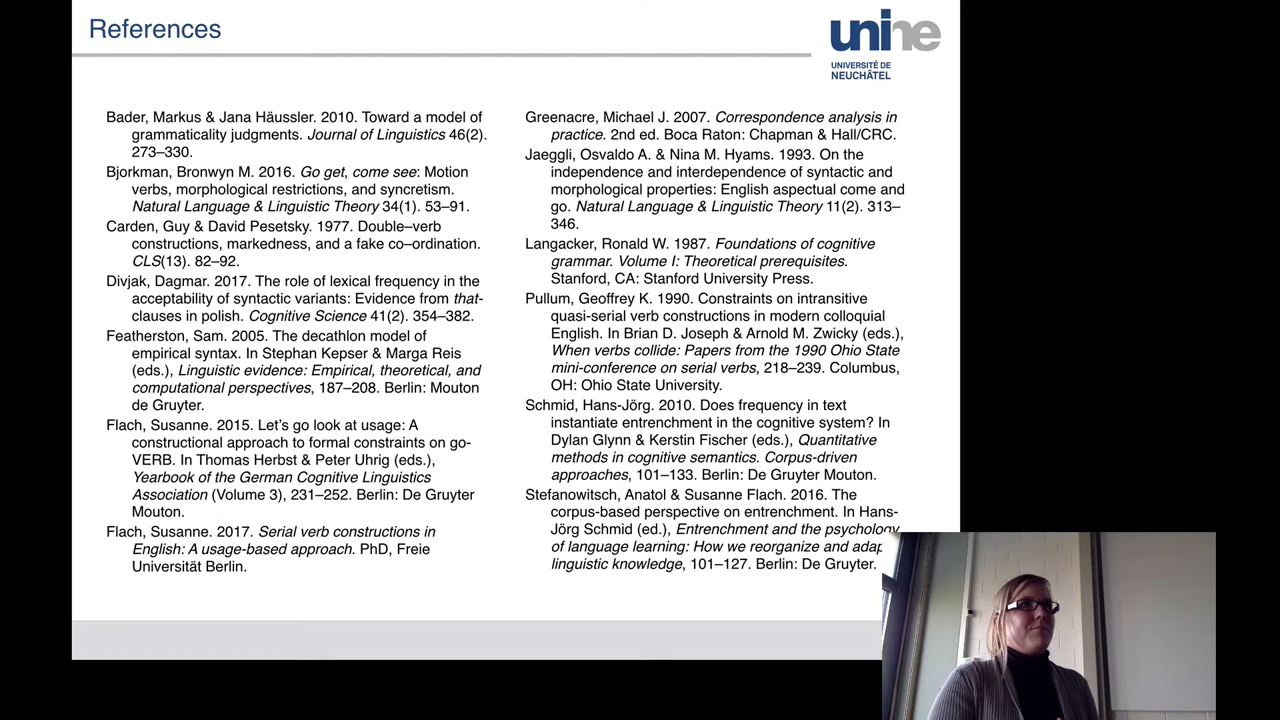 References
unine
UNIVERSITÉ DE
NEUCHÂTEL
Bader, Markus & Jana Häussler. 2010. Toward a model of
grammaticality judgments. Journal of Linguistics 46(2).
273–330.
Bjorkman, Bronwyn M. 2016. Go get, come see: Motion
verbs, morphological restrictions, and syncretism.
Natural Language & Linguistic Theory 34(1). 53–91.
Carden, Guy & David Pesetsky. 1977. Double–verb
constructions, markedness, and a fake co–ordination.
CLS(13). 82–92.
Divjak, Dagmar. 2017. The role of lexical frequency in the
acceptability of syntactic variants: Evidence from that-
clauses in polish. Cognitive Science 41(2). 354–382.
Featherston, Sam. 2005. The decathlon model of
empirical syntax. In Stephan Kepser & Marga Reis
(eds.), Linguistic evidence: Empirical, theoretical, and
computational perspectives, 187–208. Berlin: Mouton
de Gruyter.
Flach, Susanne. 2015. Let’s go look at usage: A
constructional approach to formal constraints on go-
VERB. In Thomas Herbst & Peter Uhrig (eds.),
Yearbook of the German Cognitive Linguistics
Association (Volume 3), 231–252. Berlin: De Gruyter
Mouton.
Flach, Susanne. 2017. Serial verb constructions in
English: A usage-based approach. PhD, Freie
Universität Berlin.
Greenacre, Michael J. 2007. Correspondence analysis in
practice. 2nd ed. Boca Raton: Chapman & Hall/CRC.
Jaeggli, Osvaldo A. & Nina M. Hyams. 1993. On the
independence and interdependence of syntactic and
morphological properties: English aspectual come and
go. Natural Language & Linguistic Theory 11(2). 313–
346.
Langacker, Ronald W. 1987. Foundations of cognitive
grammar. Volume I: Theoretical prerequisites.
Stanford, CA: Stanford University Press.
Pullum, Geoffrey K. 1990. Constraints on intransitive
quasi-serial verb constructions in modern colloquial
English. In Brian D. Joseph & Arnold M. Zwicky (eds.),
When verbs collide: Papers from the 1990 Ohio State
mini-conference on serial verbs, 218–239. Columbus,
OH: Ohio State University.
Schmid, Hans-Jörg. 2010. Does frequency in text
instantiate entrenchment in the cognitive system? In
Dylan Glynn & Kerstin Fischer (eds.), Quantitative
methods in cognitive semantics. Corpus-driven
approaches, 101–133. Berlin: De Gruyter Mouton.
Stefanowitsch, Anatol & Susanne Flach. 2016. The
corpus-based perspective on entrenchment. In Hans-
Jörg Schmid (ed.), Entrenchment and the psychology
of language learning: How we reorganize and adap
linguistic knowledge, 101–127. Berlin: De Gruyter.